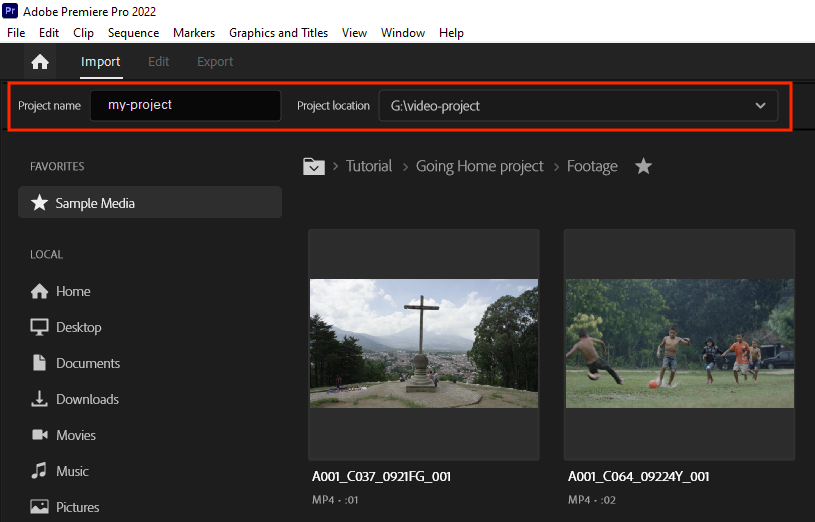 Pr Adobe Premiere Pro 2022
File Edit Clip Sequence Markers Graphics and Titles View Window Help
Import Edit Export
Project name my-project Project location G:\video-project
FAVORITES
Sample Media
LOCAL
Home
Desktop
Documents
Downloads
Movies
Music
Pictures
Tutorial > Going Home project > Footage
A001_C037_0921FG_001
MP4 - :01
A001_C064_09224Y_001
MP4 - :02